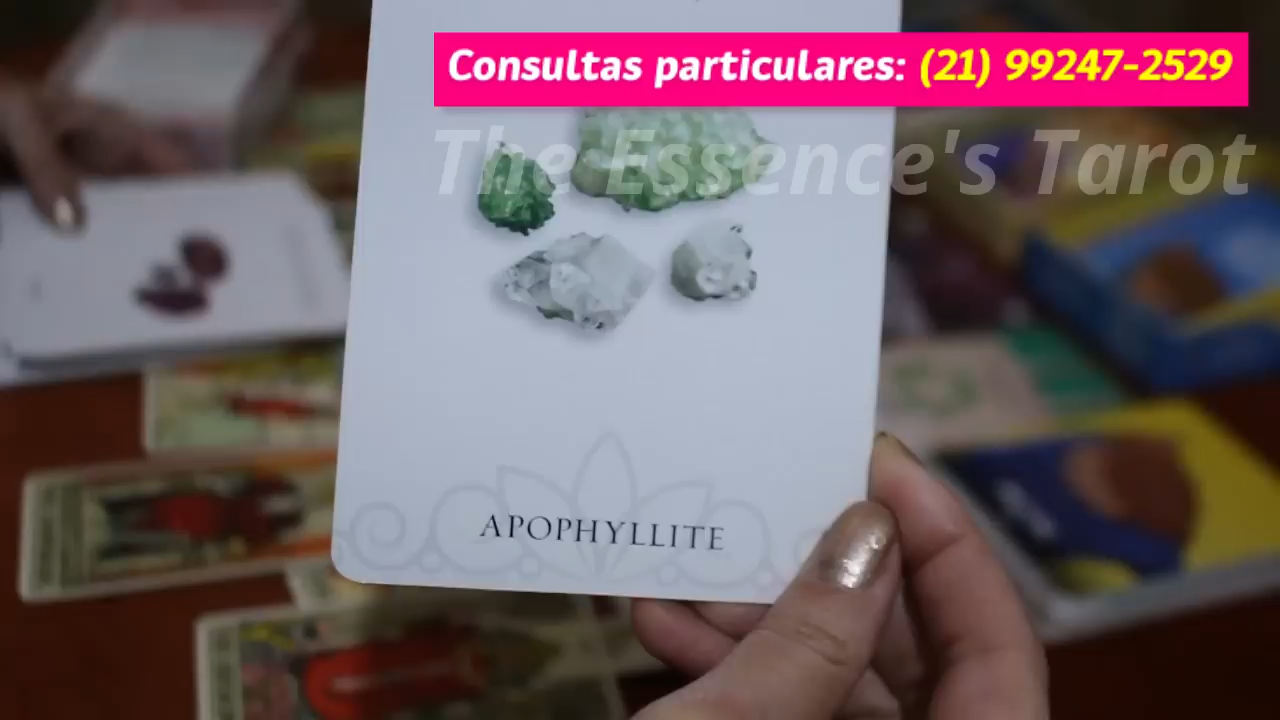 Consultas particulares: (21) 99247-2529
The Essence's Tarot
APOPHYLLITE